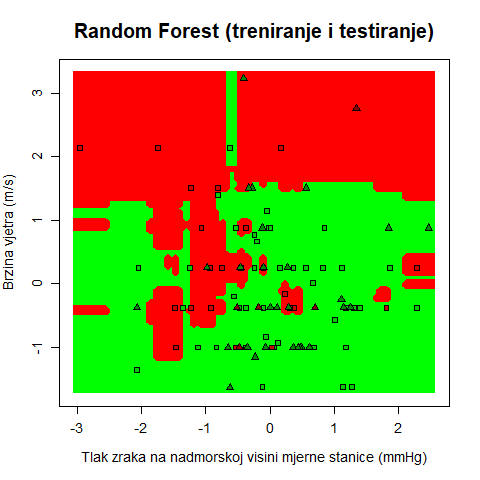 Random Forest (treniranje i testiranje)
Brzina vjetra (m/s)
3
2
1
0
-1
-3 -2 -1 0 1 2
Tlak zraka na nadmorskoj visini mjerne stanice (mmHg)